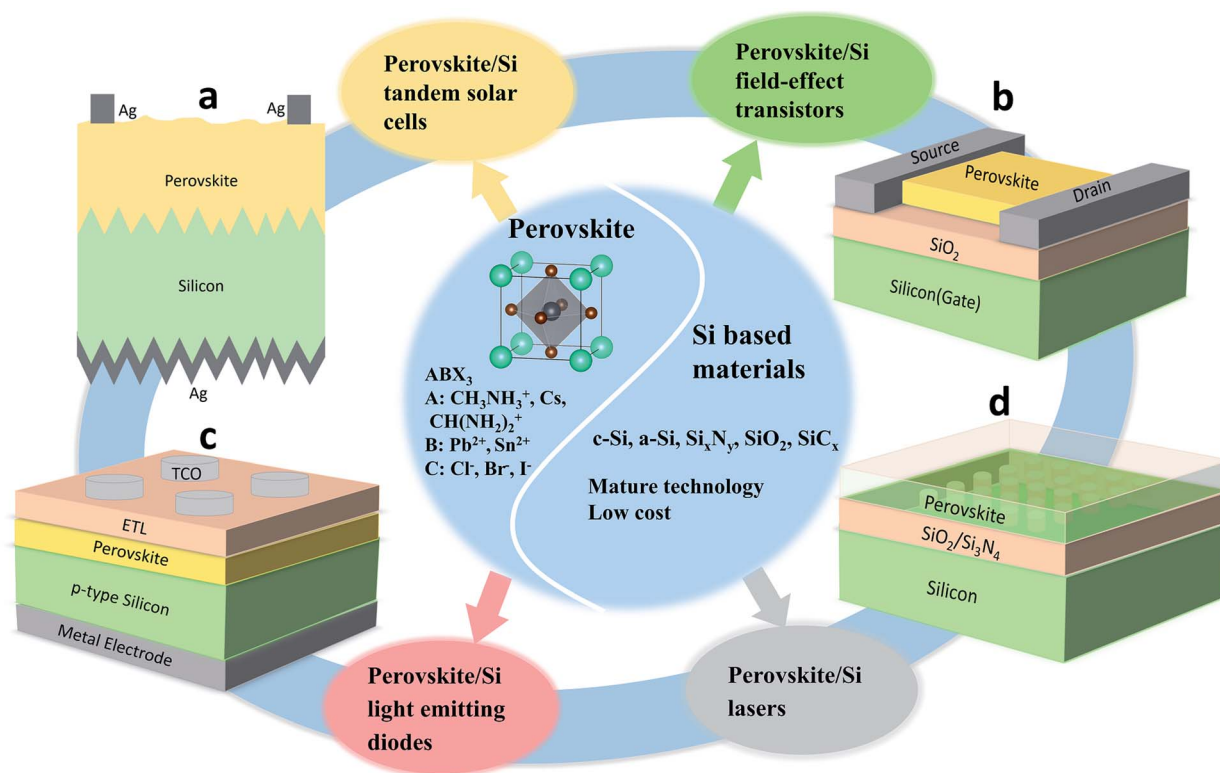 Perovskite/Si
tandem solar
cells
Perovskite/Si
field-effect
transistors
a
Ag
Ag
Perovskite
Silicon
Ag
b
Source
Perovskite
Drain
SiO₂
Silicon(Gate)
Perovskite
ABX₃
A: CH₃NH₃⁺, Cs,
CH(NH₂)₂⁺
B: Pb²⁺, Sn²⁺
C: Cl⁻, Br⁻, I⁻
Si based
materials
c-Si, a-Si, SiₓNᵧ, SiO₂, SiCₓ
Mature technology
Low cost
c
TCO
ETL
Perovskite
p-type Silicon
Metal Electrode
d
Perovskite
SiO₂/Si₃N₄
Silicon
Perovskite/Si
light emitting
diodes
Perovskite/Si
lasers